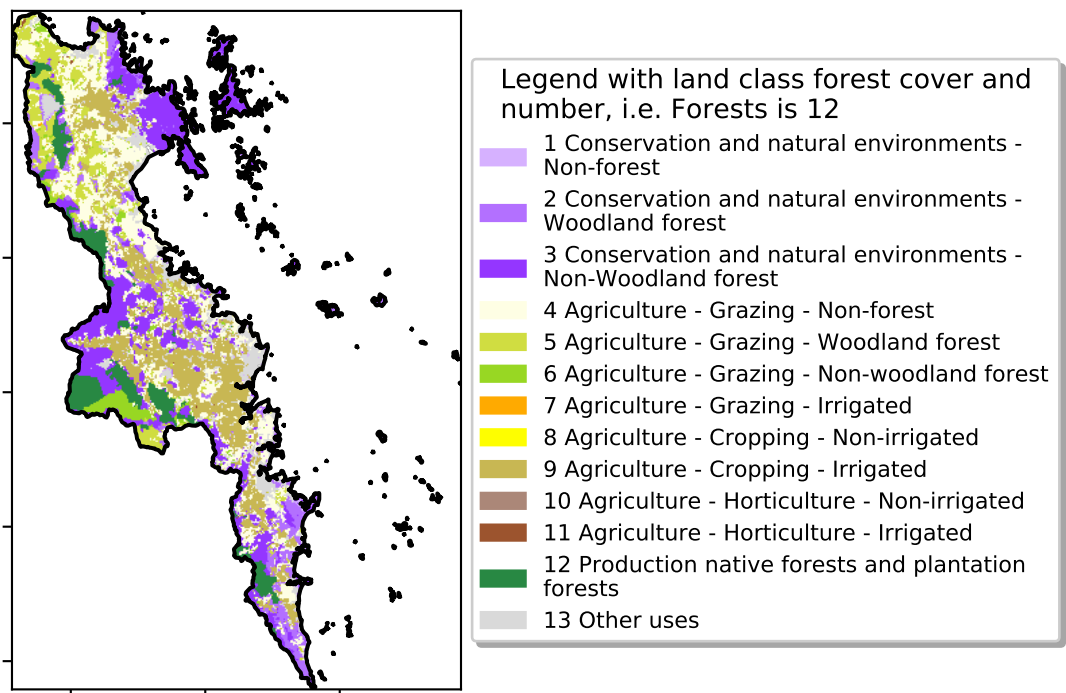 Legend with land class forest cover and
number, i.e. Forests is 12
1 Conservation and natural environments -
Non-forest
2 Conservation and natural environments -
Woodland forest
3 Conservation and natural environments -
Non-Woodland forest
4 Agriculture - Grazing - Non-forest
5 Agriculture - Grazing - Woodland forest
6 Agriculture - Grazing - Non-woodland forest
7 Agriculture - Grazing - Irrigated
8 Agriculture - Cropping - Non-irrigated
9 Agriculture - Cropping - Irrigated
10 Agriculture - Horticulture - Non-irrigated
11 Agriculture - Horticulture - Irrigated
12 Production native forests and plantation
forests
13 Other uses